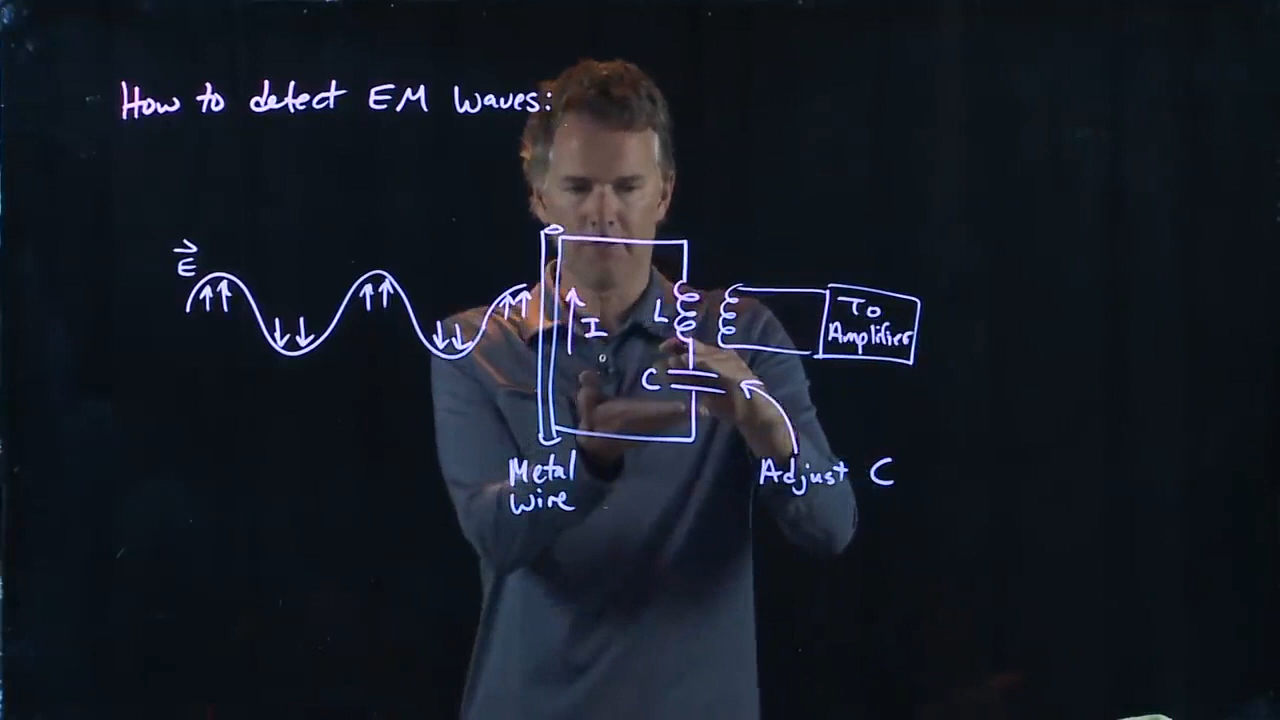 How to detect EM Waves:
E
I
L
C
To
Amplifier
Metal
Wire
Adjust C